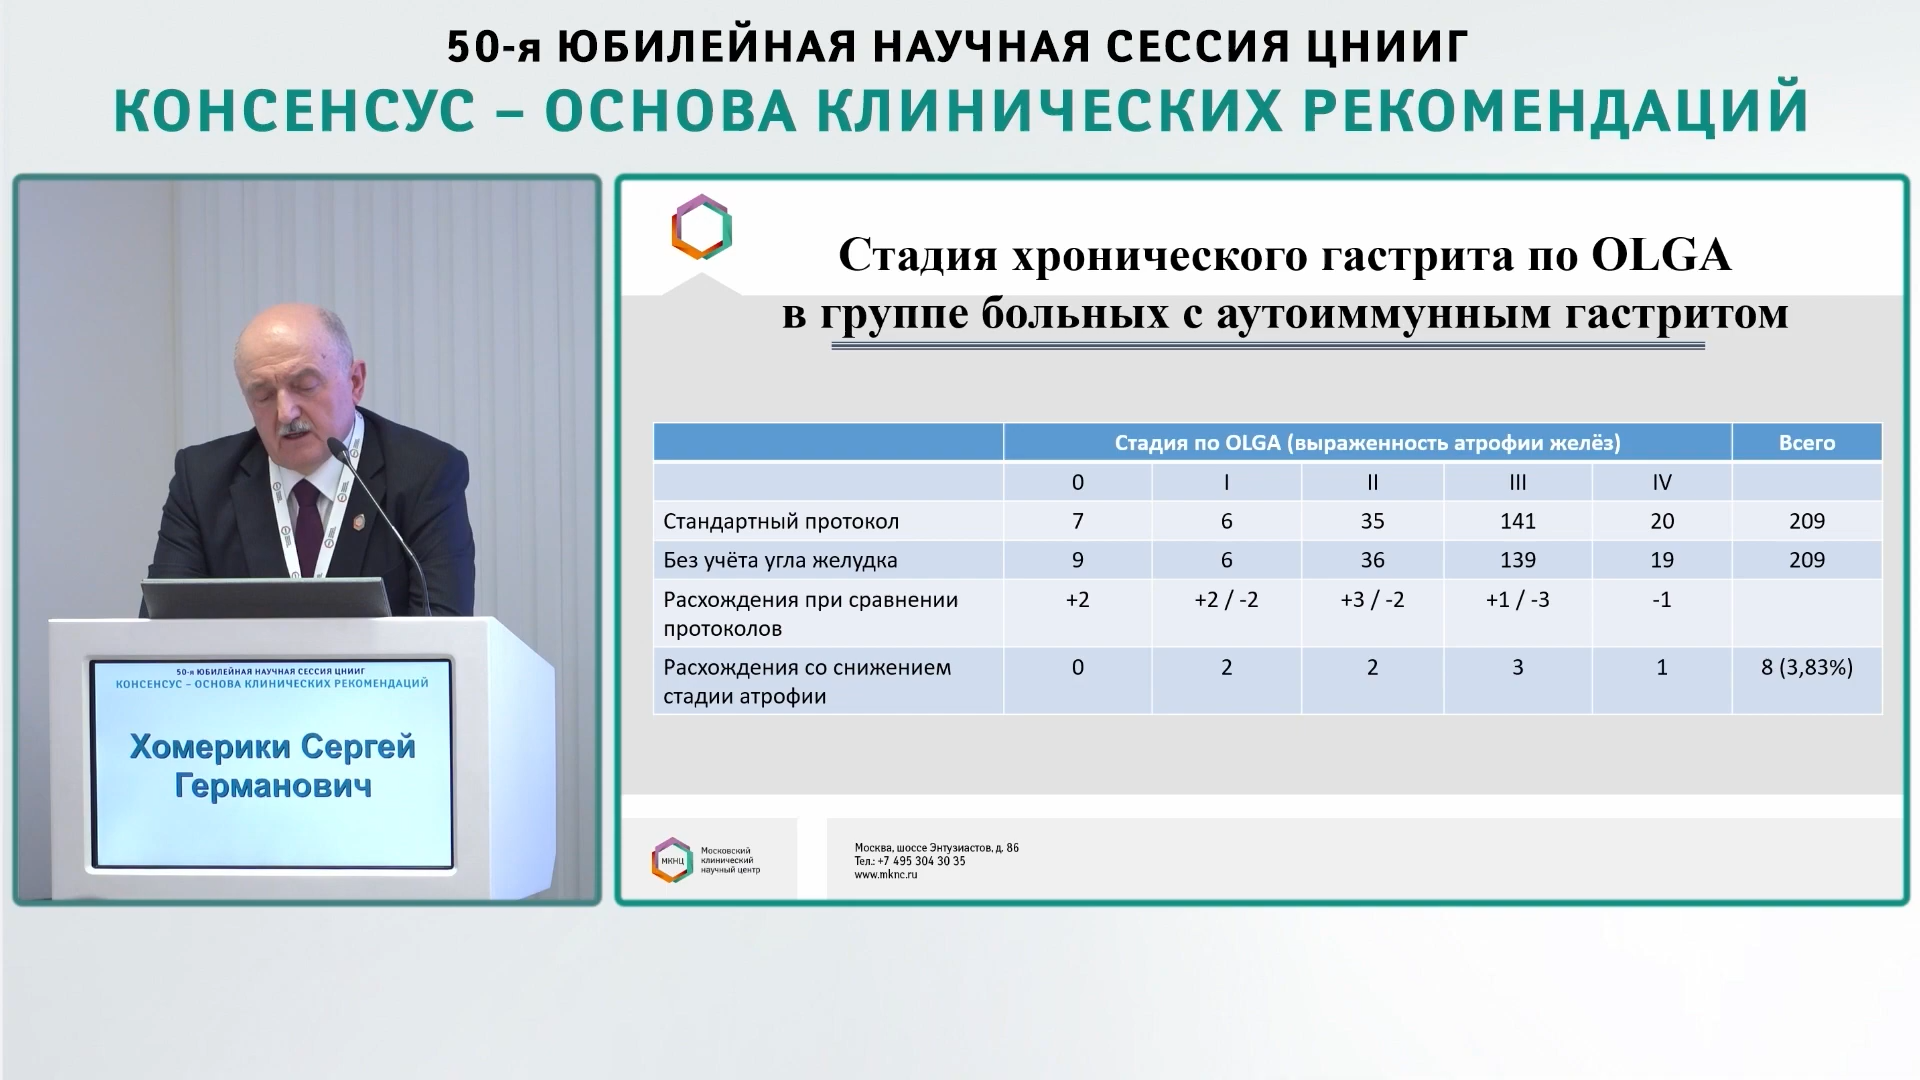 50-я ЮБИЛЕЙНАЯ НАУЧНАЯ СЕССИЯ ЦНИИГ
КОНСЕНСУС – ОСНОВА КЛИНИЧЕСКИХ РЕКОМЕНДАЦИЙ
50-я ЮБИЛЕЙНАЯ НАУЧНАЯ СЕССИЯ ЦНИИГ
КОНСЕНСУС – ОСНОВА КЛИНИЧЕСКИХ РЕКОМЕНДАЦИЙ
Хомерики Сергей
Германович
Стадия хронического гастрита по OLGA
в группе больных с аутоиммунным гастритом
Стадия по OLGA (выраженность атрофии желёз) Всего
0 I II III IV
Стандартный протокол 7 6 35 141 20 209
Без учёта угла желудка 9 6 36 139 19 209
Расхождения при сравнении +2 +2 / -2 +3 / -2 +1 / -3 -1
протоколов
Расхождения со снижением 0 2 2 3 1 8 (3,83%)
стадии атрофии
МКНЦ
Московский
клинический
научный центр
Москва, шоссе Энтузиастов, д. 86
Тел.: +7 495 304 30 35
www.mknc.ru